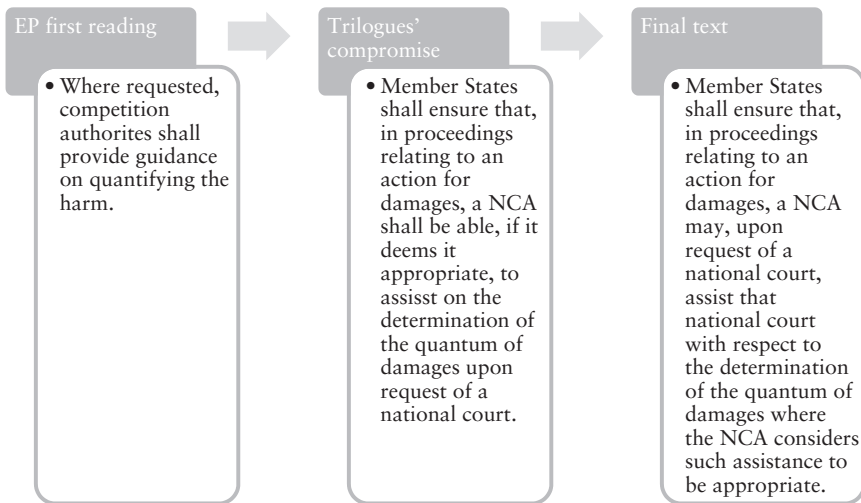 EP first reading
• Where requested,
competition
authorites shall
provide guidance
on quantifying the
harm.
Trilogues’
compromise
• Member States
shall ensure that,
in proceedings
relating to an
action for
damages, a NCA
shall be able, if it
deems it
appropriate, to
assisst on the
determination of
the quantum of
damages upon
request of a
national court.
Final text
• Member States
shall ensure that,
in proceedings
relating to an
action for
damages, a NCA
may, upon
request of a
national court,
assist that
national court
with respect to
the determination
of the quantum of
damages where
the NCA considers
such assistance to
be appropriate.